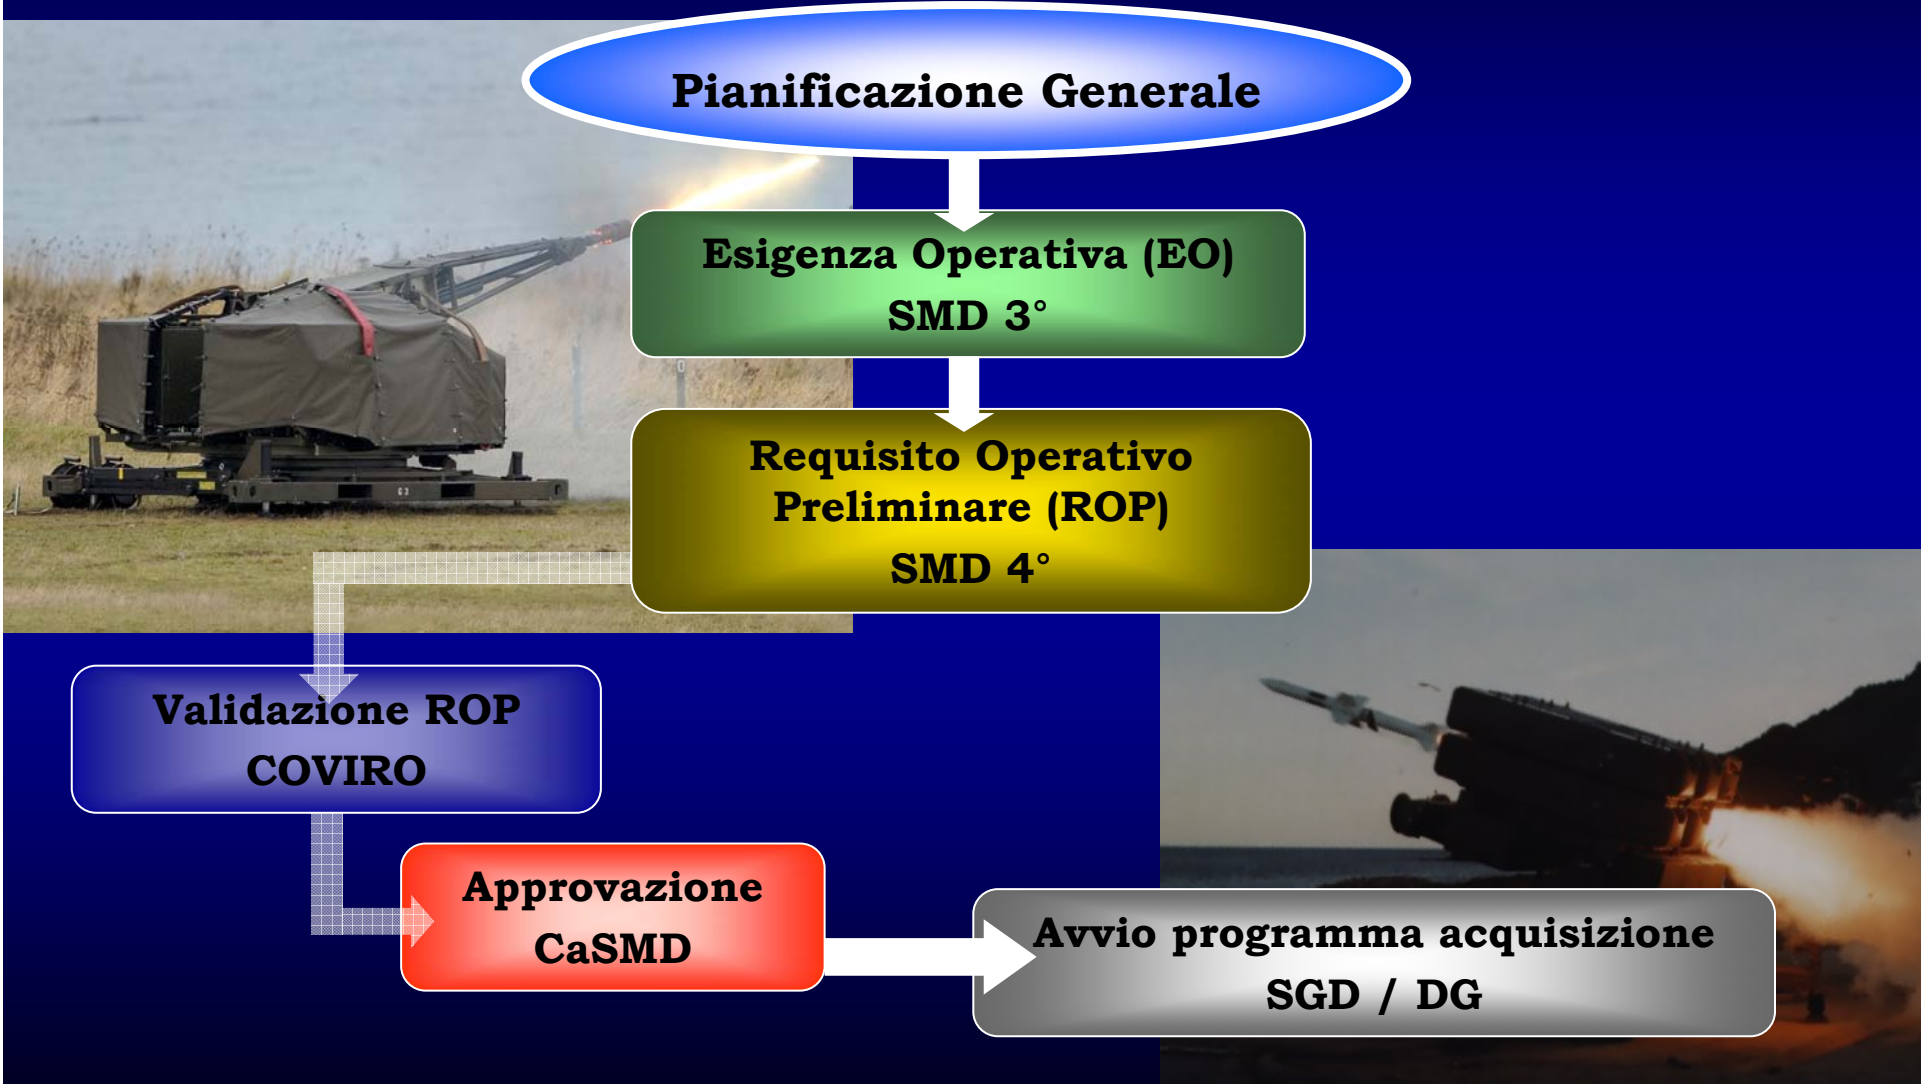 Pianificazione Generale
Esigenza Operativa (EO)
SMD 3°
Requisito Operativo
Preliminare (ROP)
SMD 4°
Validazione ROP
COVIRO
Approvazione
CaSMD
Avvio programma acquisizione
SGD / DG